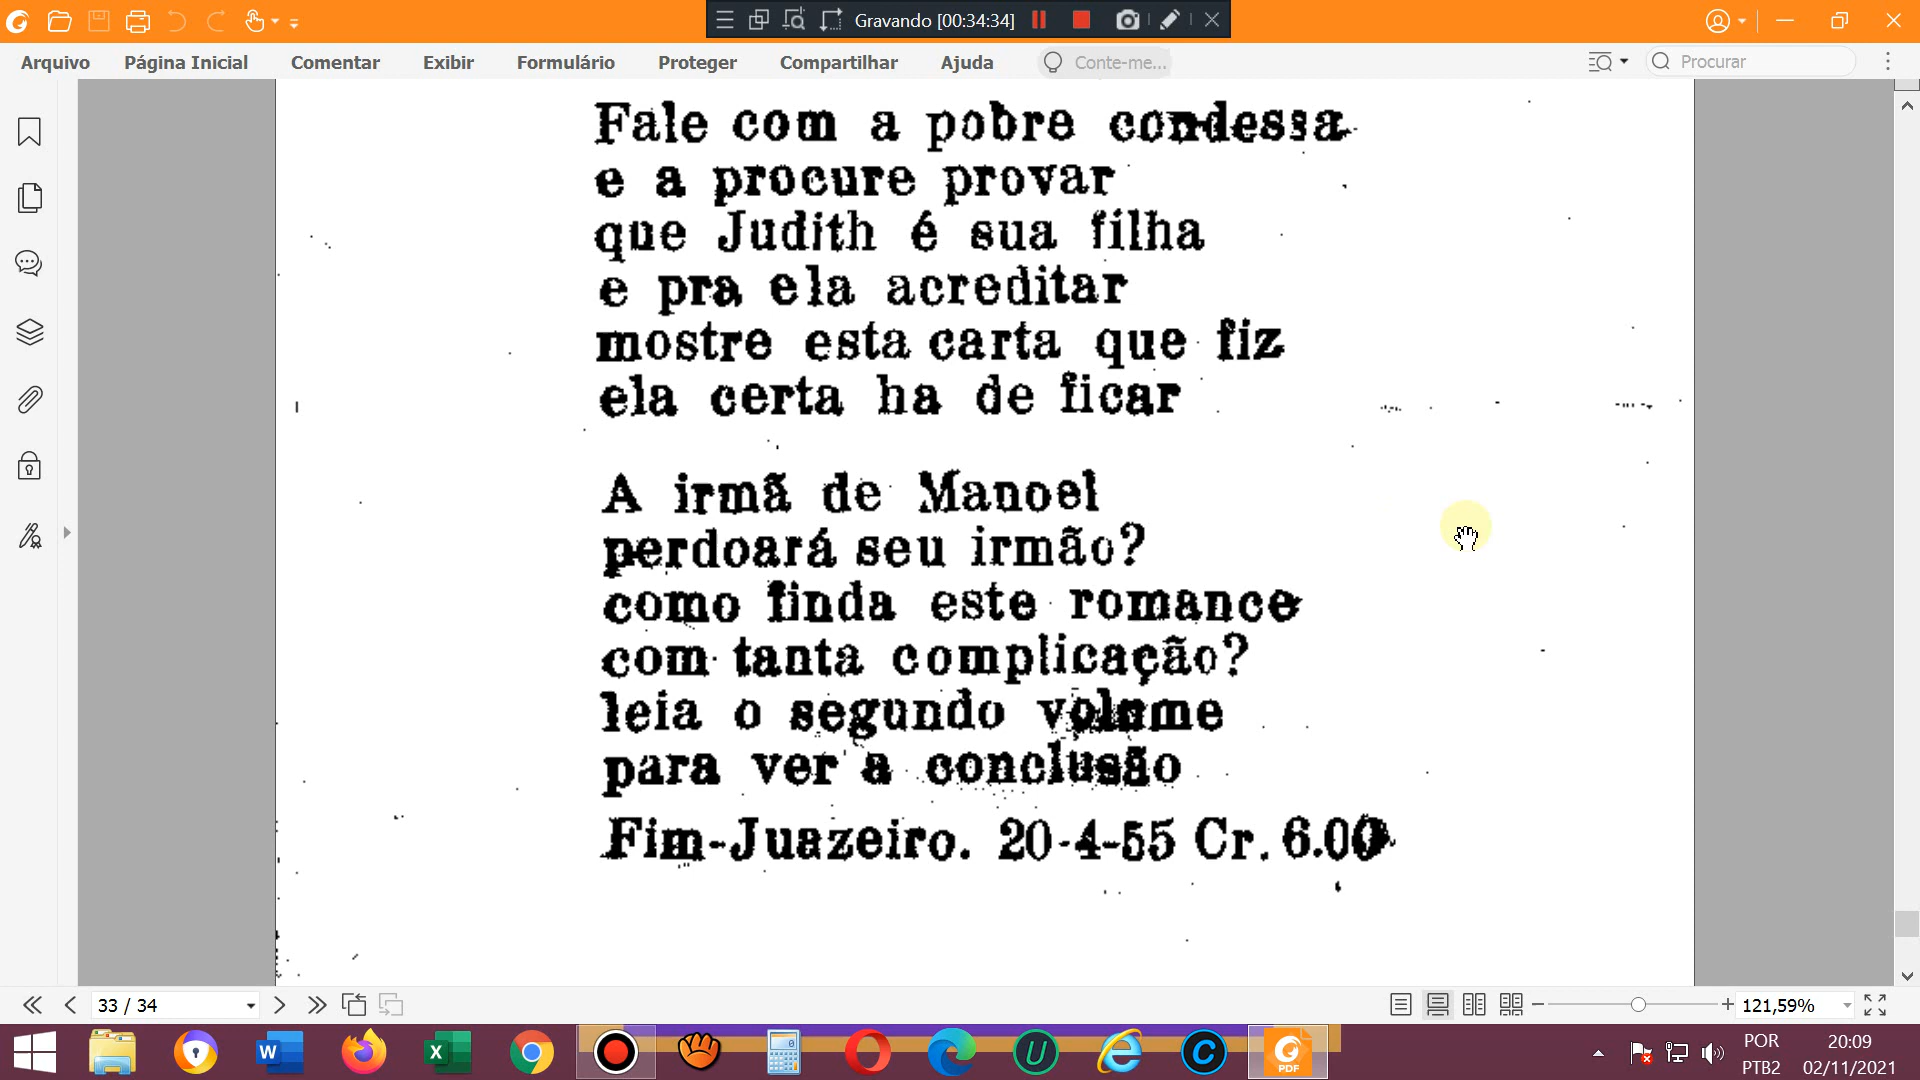 Gravando [00:34:34]
Arquivo Página Inicial Comentar Exibir Formulário Proteger Compartilhar Ajuda Conte-me... Procurar
Fale com a pobre condessa
e a procure provar
que Judith é sua filha
e pra ela acreditar
mostre esta carta que fiz
ela certa ha de ficar
A irmã de Manoel
perdoará seu irmão?
como finda este romance
com tanta complicação?
leia o segundo volume
para ver a conclusão
Fim-Juazeiro. 20-4-55 Cr. 6.00
33 / 34
121,59%
POR
PTB2
20:09
02/11/2021